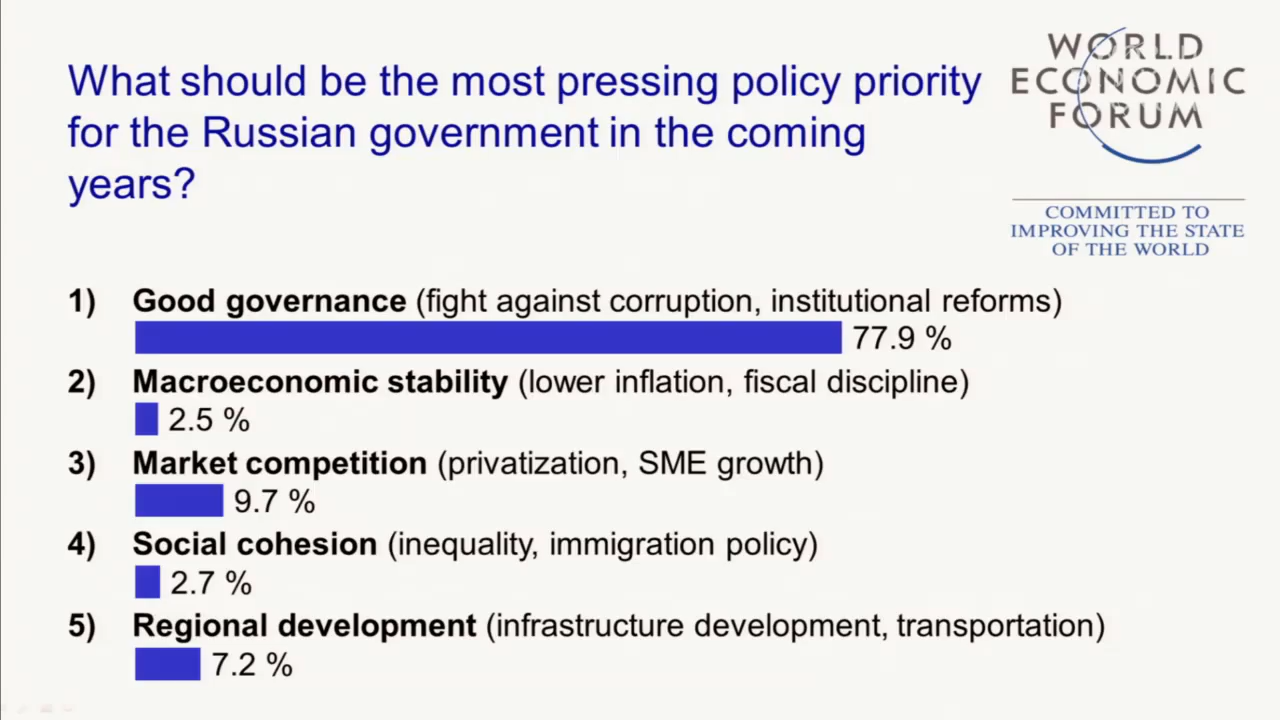 What should be the most pressing policy priority
for the Russian government in the coming
years?
WORLD
ECONOMIC
FORUM
COMMITTED TO
IMPROVING THE STATE
OF THE WORLD
1) Good governance (fight against corruption, institutional reforms)
77.9 %
2) Macroeconomic stability (lower inflation, fiscal discipline)
2.5 %
3) Market competition (privatization, SME growth)
9.7 %
4) Social cohesion (inequality, immigration policy)
2.7 %
5) Regional development (infrastructure development, transportation)
7.2 %